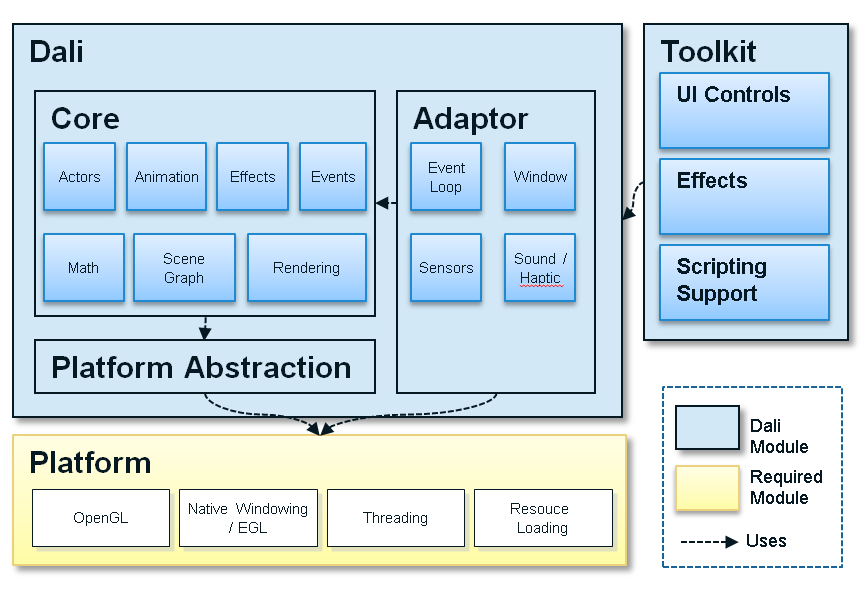 Dali
Core
Actors
Animation
Effects
Events
Math
Scene
Graph
Rendering
Adaptor
Event
Loop
Window
Sensors
Sound /
Haptic
Platform Abstraction
Toolkit
UI Controls
Effects
Scripting
Support
Platform
OpenGL
Native Windowing
/ EGL
Threading
Resouce
Loading
Dali
Module
Required
Module
Uses